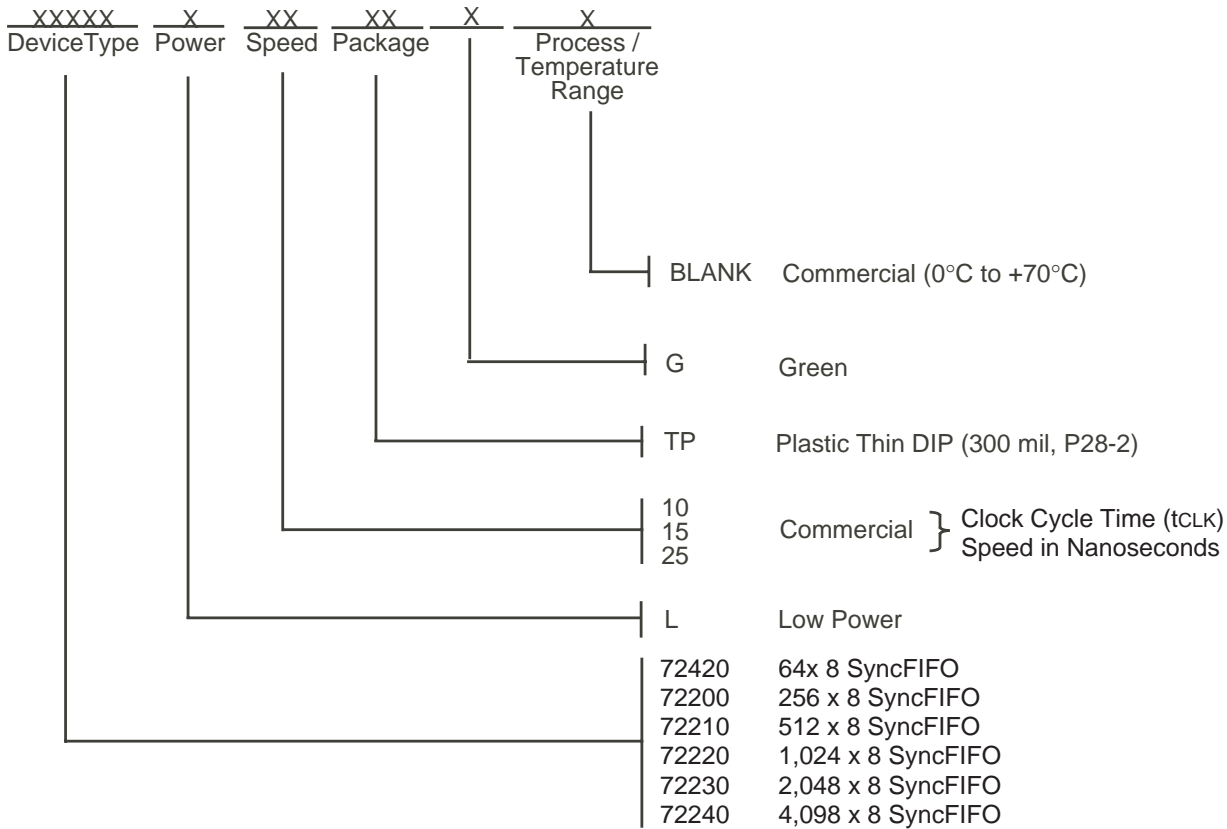 XXXXX X XX XX X X
DeviceType Power Speed Package Process /
Temperature
Range
BLANK Commercial (0°C to +70°C)
G Green
TP Plastic Thin DIP (300 mil, P28-2)
10
15 Commercial } Clock Cycle Time (tCLK)
25 Speed in Nanoseconds
L Low Power
72420 64x 8 SyncFIFO
72200 256 x 8 SyncFIFO
72210 512 x 8 SyncFIFO
72220 1,024 x 8 SyncFIFO
72230 2,048 x 8 SyncFIFO
72240 4,098 x 8 SyncFIFO